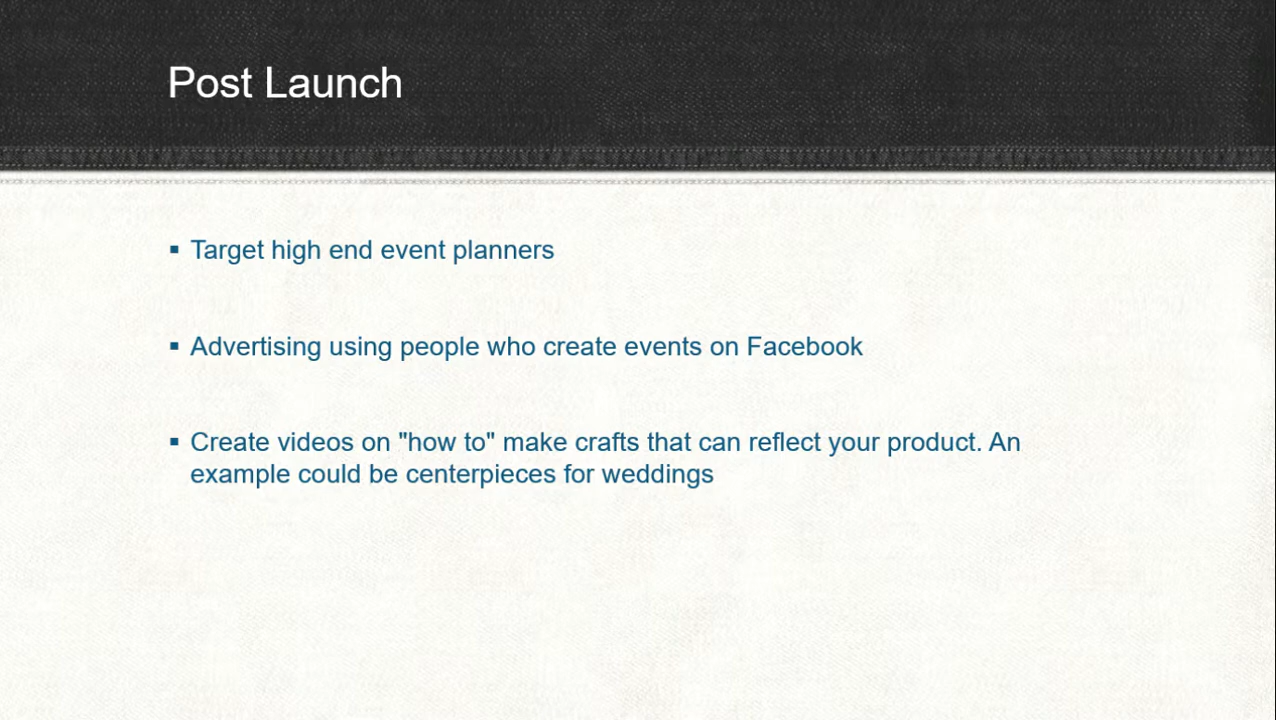 Post Launch
▪ Target high end event planners
▪ Advertising using people who create events on Facebook
▪ Create videos on "how to" make crafts that can reflect your product. An
example could be centerpieces for weddings